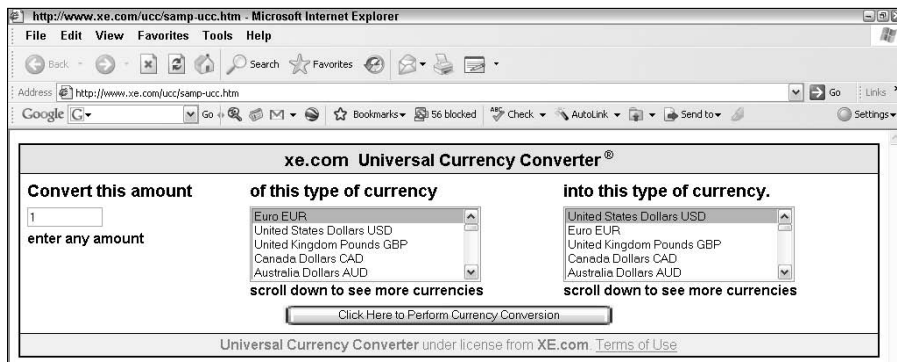 http://www.xe.com/ucc/samp-ucc.htm - Microsoft Internet Explorer
File Edit View Favorites Tools Help
Back Search Favorites
Address http://www.xe.com/ucc/samp-ucc.htm Go Links
Google G Go Bookmarks 56 blocked ABC Check AutoLink Send to Settings
xe.com Universal Currency Converter ®
Convert this amount of this type of currency into this type of currency.
1 Euro EUR United States Dollars USD
United States Dollars USD Euro EUR
enter any amount United Kingdom Pounds GBP United Kingdom Pounds GBP
Canada Dollars CAD Canada Dollars CAD
Australia Dollars AUD Australia Dollars AUD
scroll down to see more currencies scroll down to see more currencies
Click Here to Perform Currency Conversion
Universal Currency Converter under license from XE.com. Terms of Use